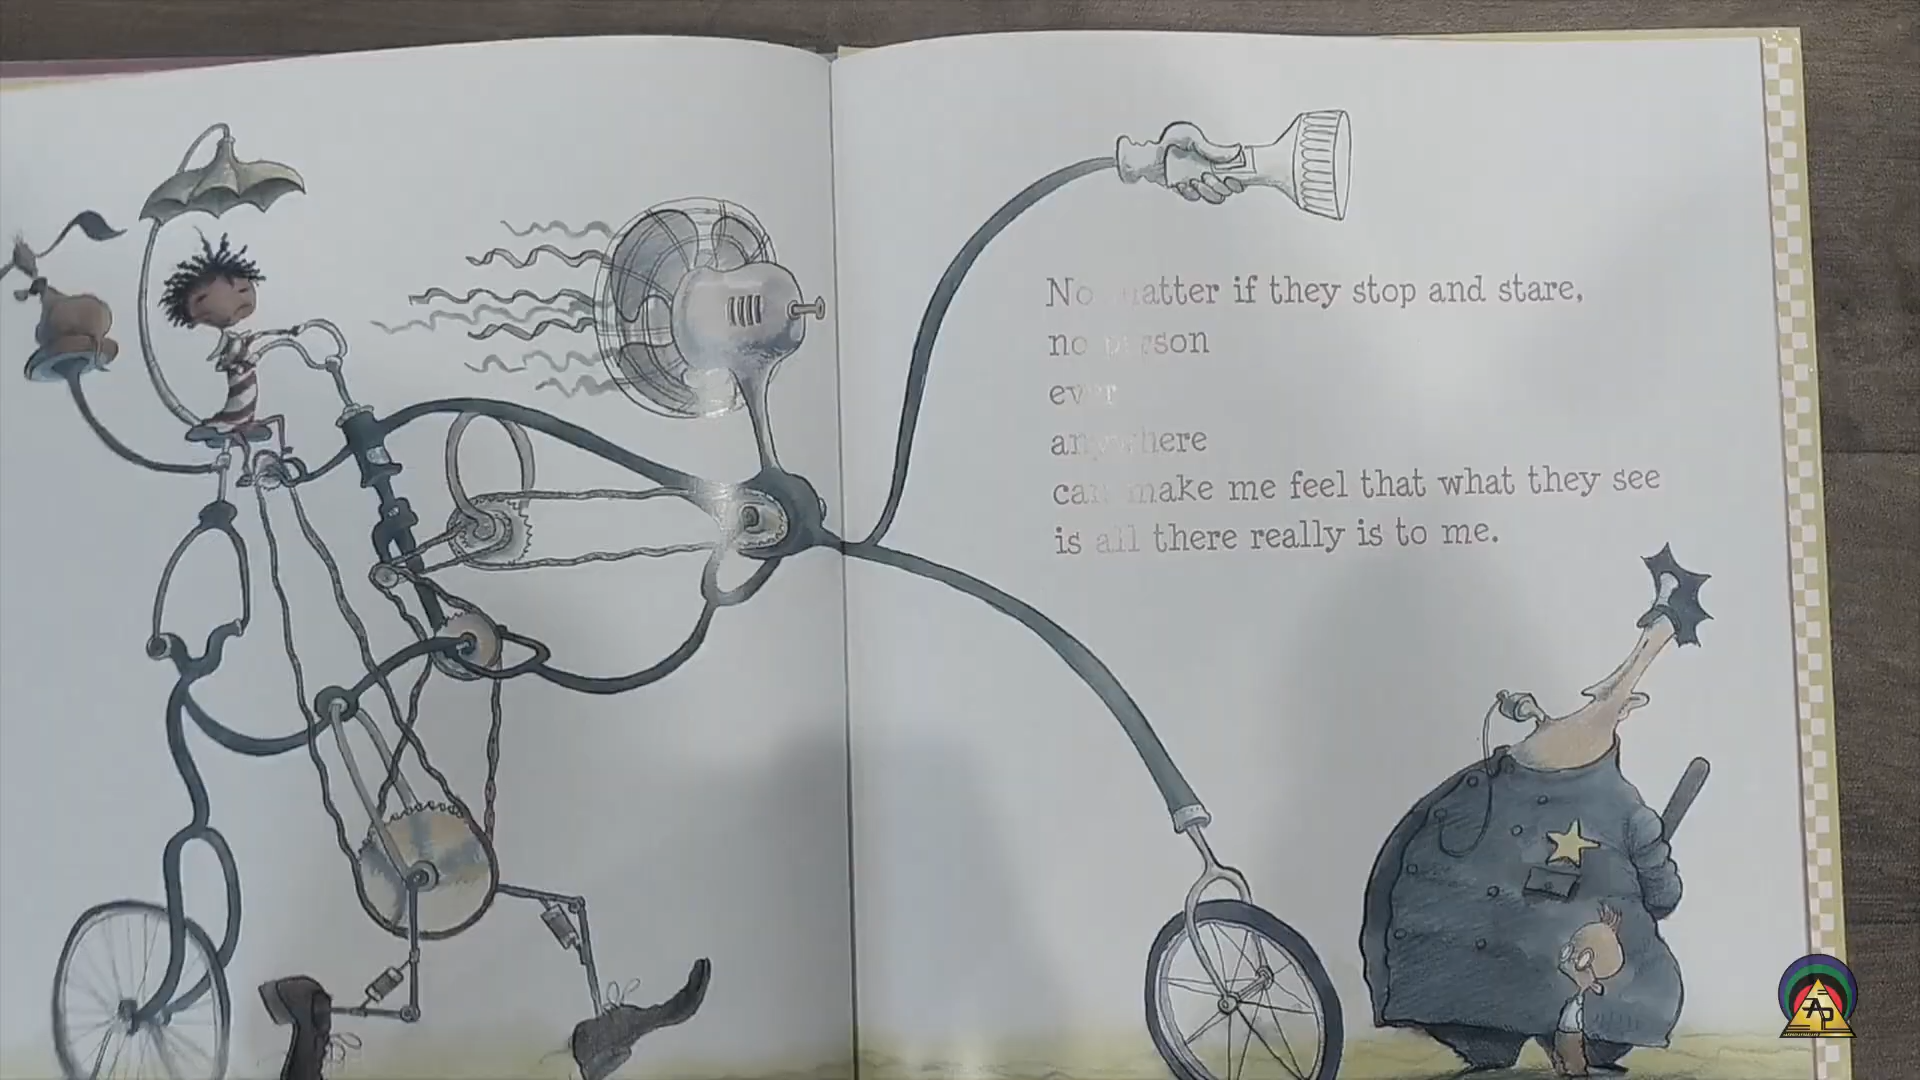 No matter if they stop and stare,
no person
ever
anywhere
can make me feel that what they see
is all there really is to me.